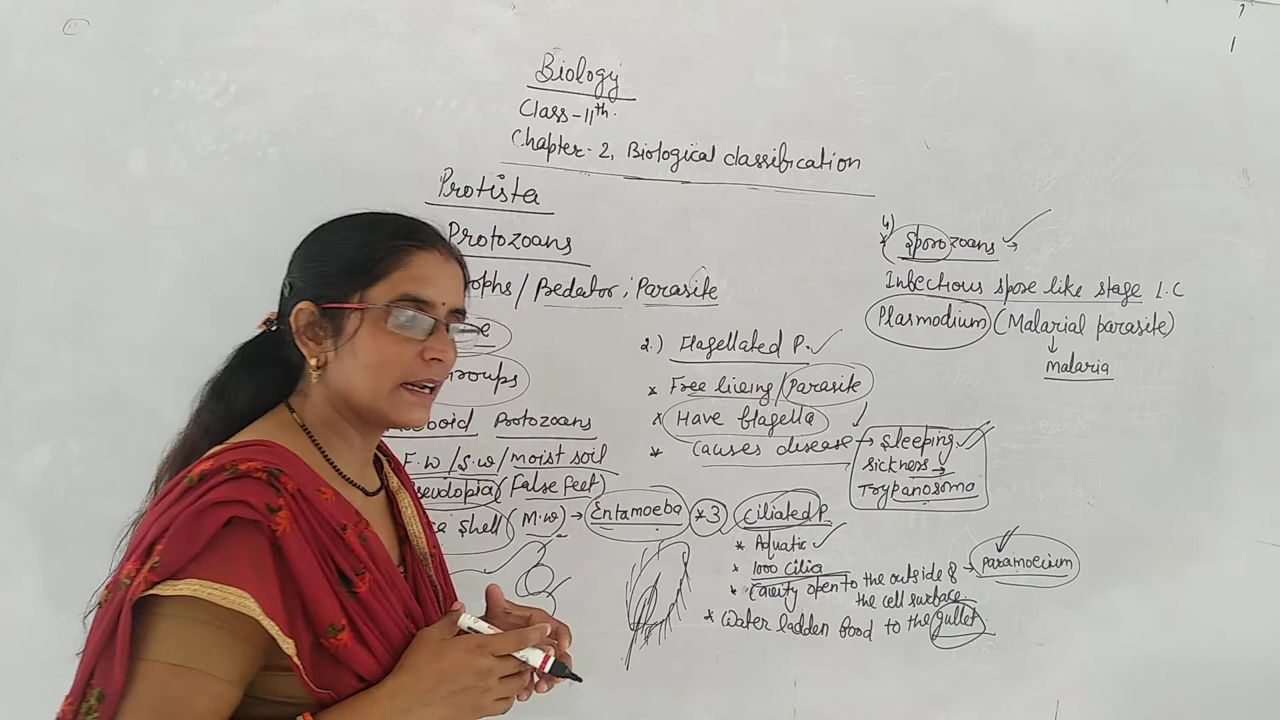 Biology
Class-11th.
Chapter-2, Biological classification
Protista
Protozoans
ophs/Pedator; Parasite
roups
oid Protozoans
F.W/S.W/moist soil
seudopia (False feet)
shell (M.W) → Entamoeba
2.) Flagellated P.
* Free living/Parasite
* Have flagella
* Causes disease → Sleeping
sickness →
Trypanosoma
*3 Ciliated P.
* Aquatic
* 1000 cilia
* Cavity open to the outside of → paramoecium
the cell surface.
* Water ladden food to the gullet
4)
* Sporozoans →
Infectious spore like stage L.C
Plasmodium (Malarial parasite)
↓
malaria